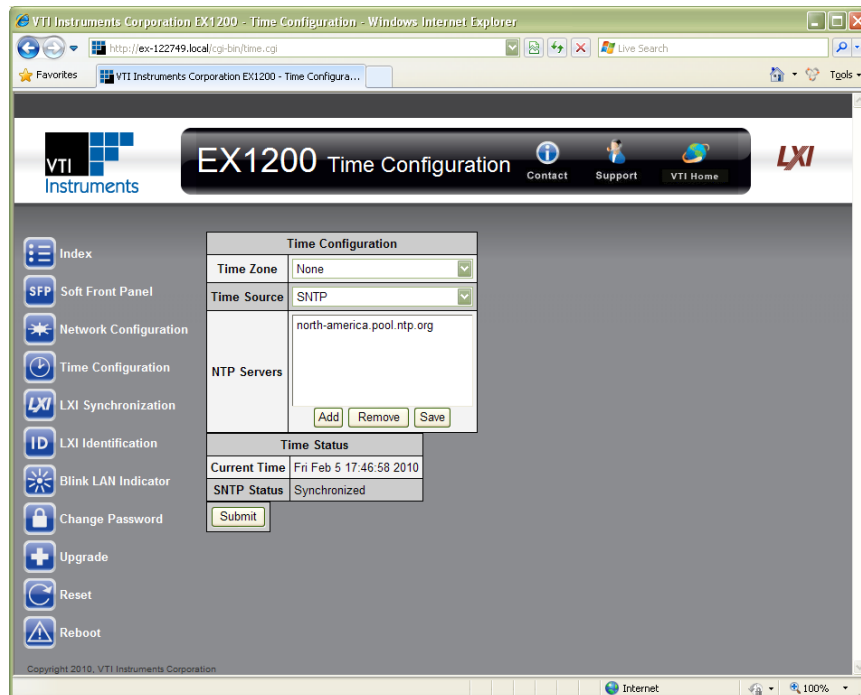 VTI Instruments Corporation EX1200 - Time Configuration - Windows Internet Explorer
http://ex-122749.local/cgi-bin/time.cgi
Live Search
Favorites
VTI Instruments Corporation EX1200 - Time Configura...
Tools
VTI
Instruments
EX1200 Time Configuration
Contact
Support
VTI Home
LXI
Index
SFP
Soft Front Panel
Network Configuration
Time Configuration
LXI
LXI Synchronization
ID
LXI Identification
Blink LAN Indicator
Change Password
Upgrade
Reset
Reboot
Time Configuration
Time Zone
None
Time Source
SNTP
NTP Servers
north-america.pool.ntp.org
Add
Remove
Save
Time Status
Current Time
Fri Feb 5 17:46:58 2010
SNTP Status
Synchronized
Submit
Copyright 2010, VTI Instruments Corporation
Internet
100%